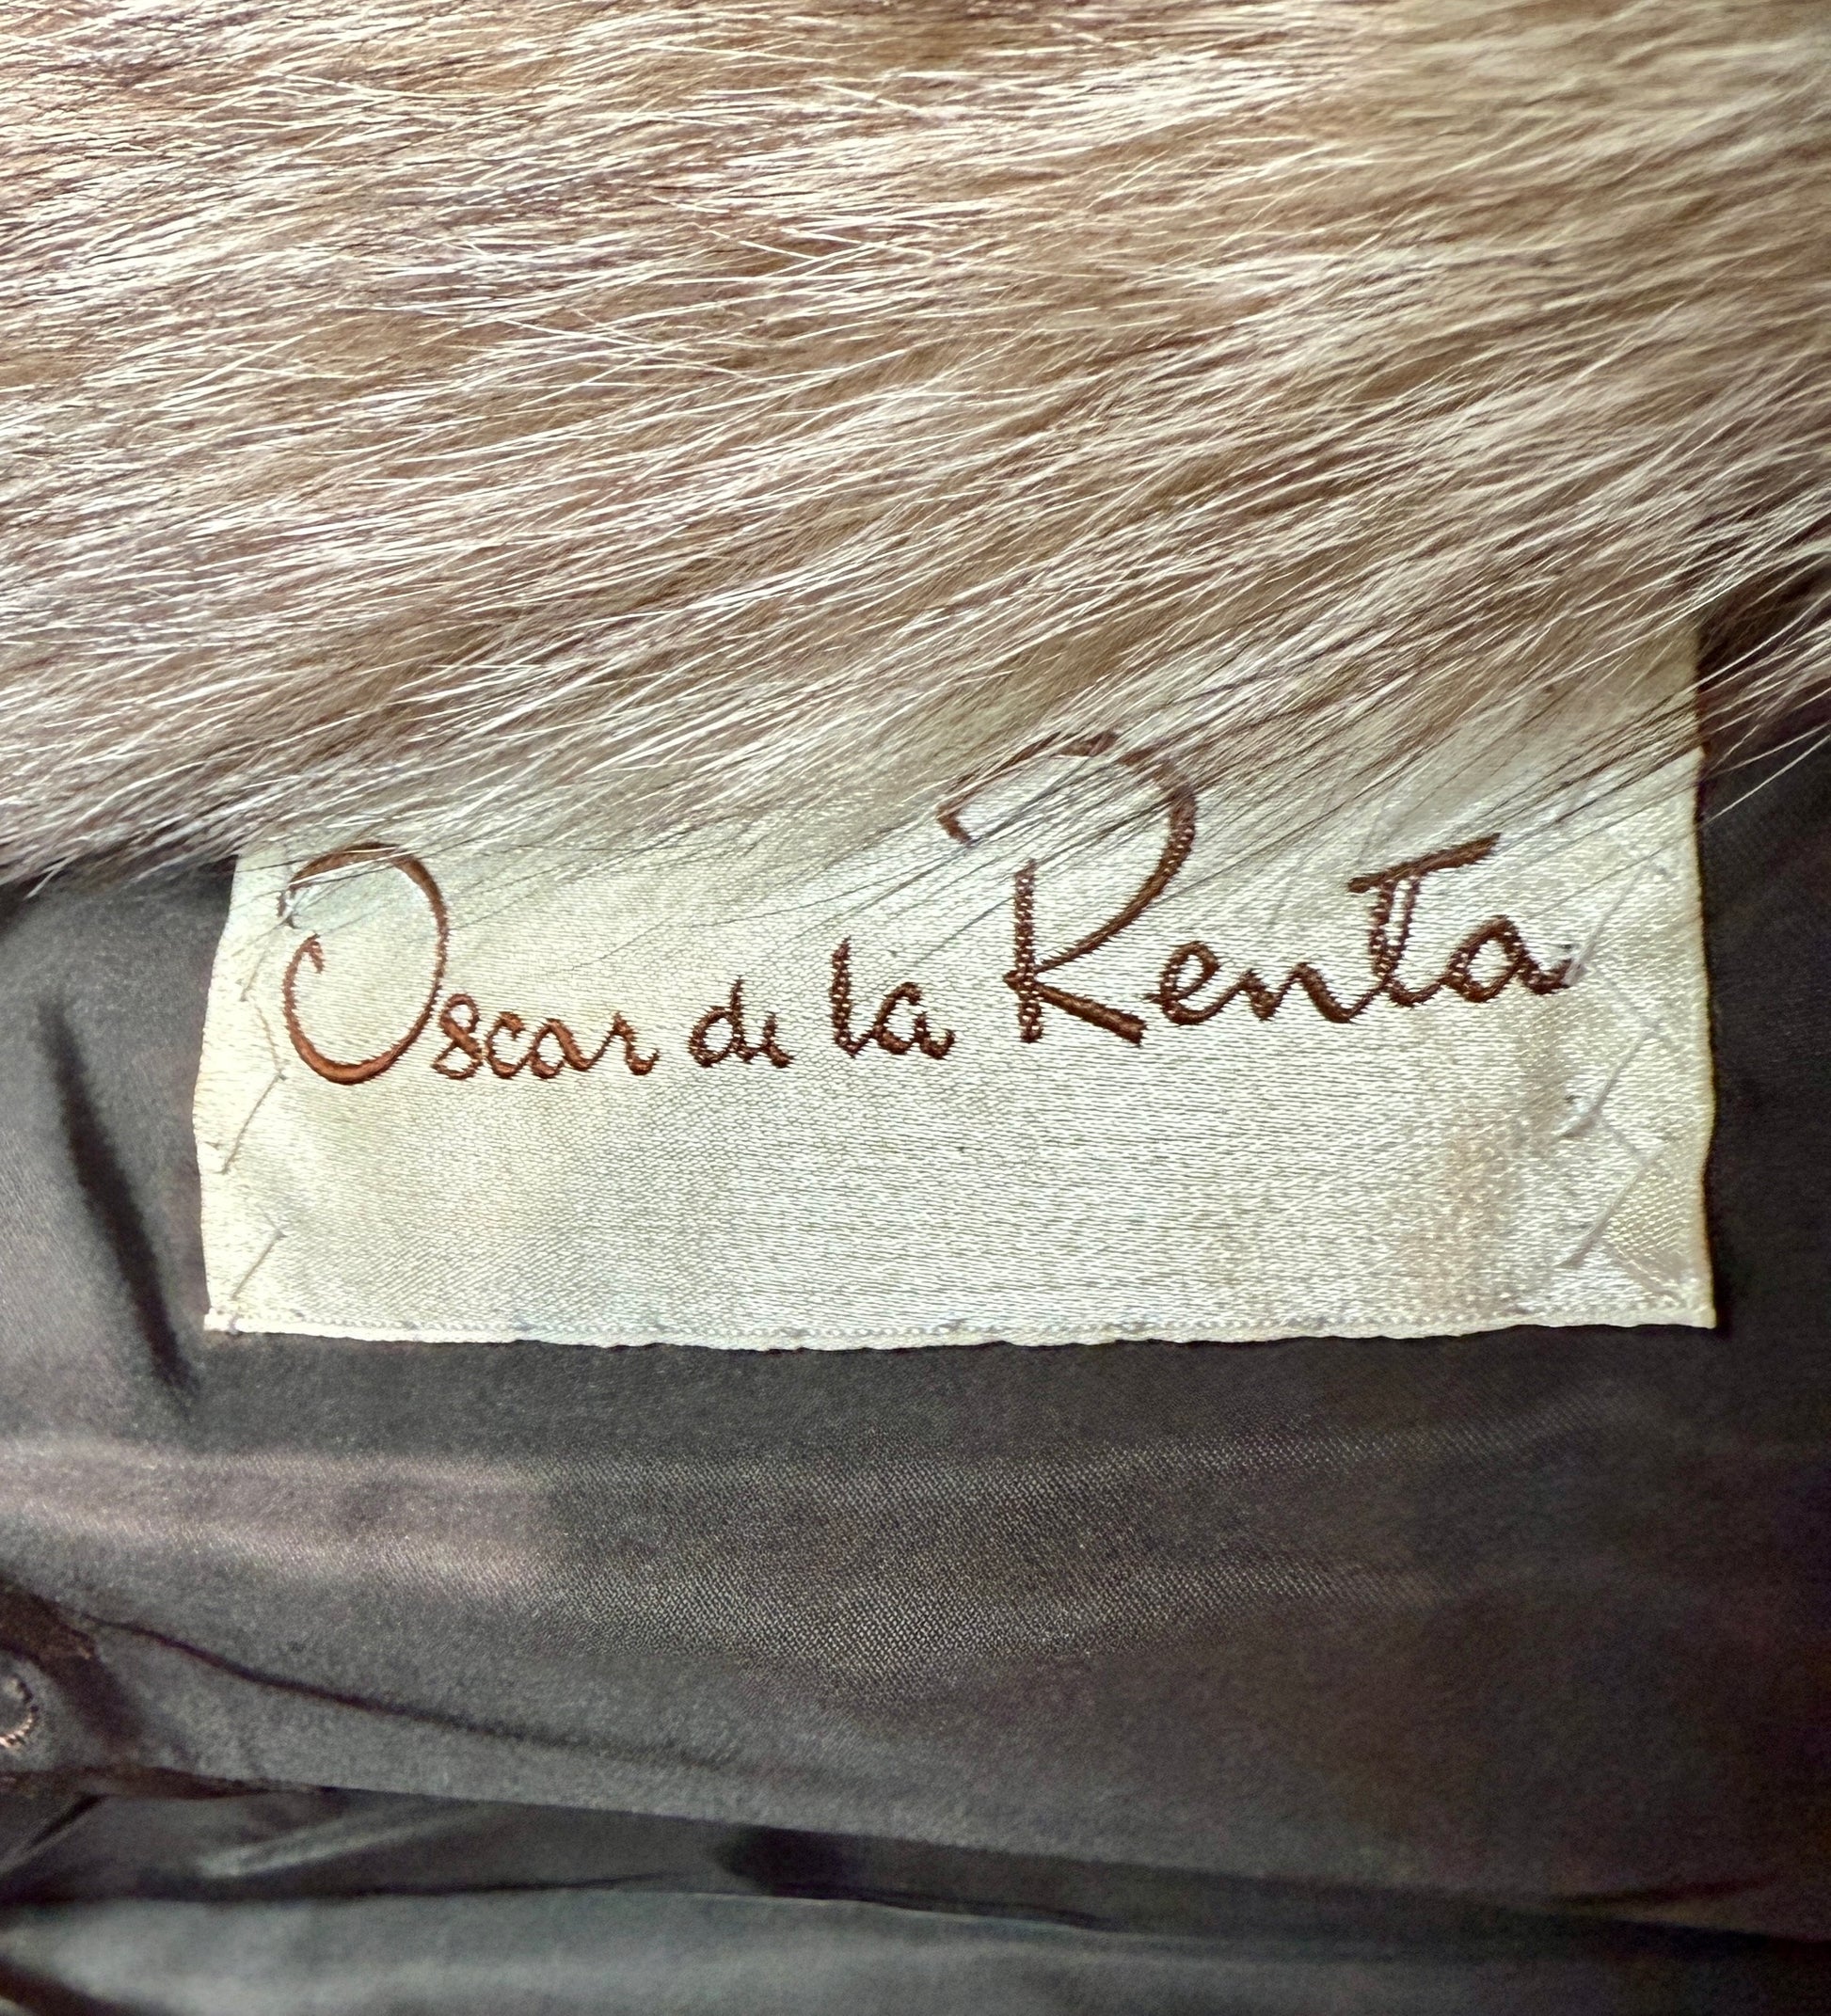 Oscar de la Renta